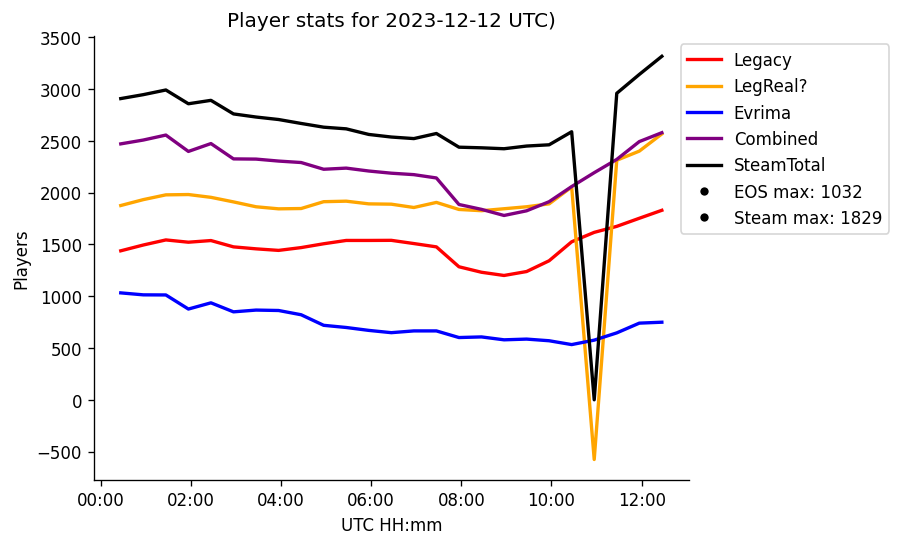 Player stats for 2023-12-12 UTC)
Players
3500
3000
2500
2000
1500
1000
500
0
−500
00:00 02:00 04:00 06:00 08:00 10:00 12:00
UTC HH:mm
Legacy
LegReal?
Evrima
Combined
SteamTotal
EOS max: 1032
Steam max: 1829